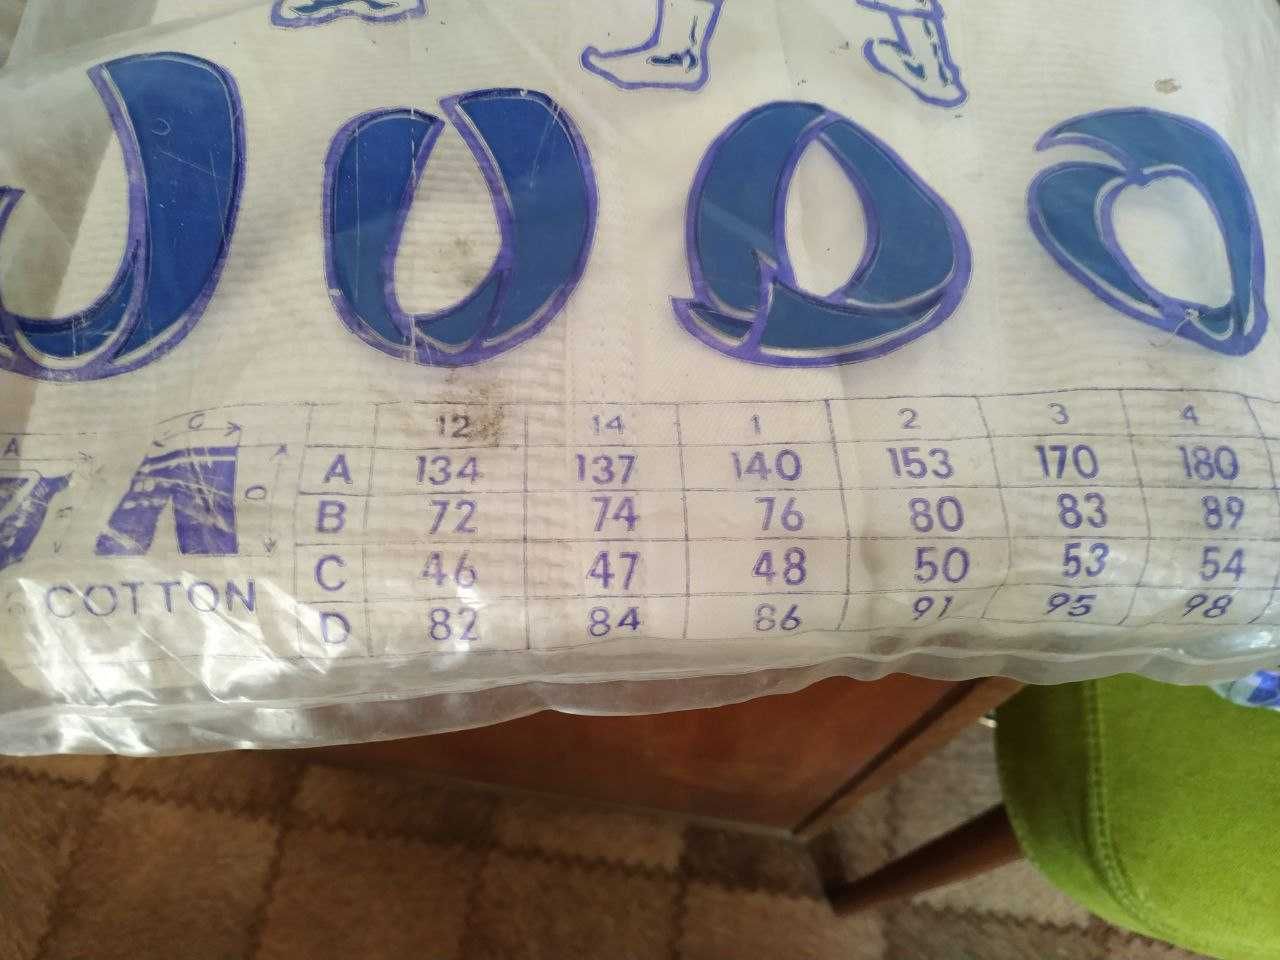 JUDO
12 14 1 2 3 4
A 134 137 140 153 170 180
B 72 74 76 80 83 89
C 46 47 48 50 53 54
D 82 84 86 91 95 98
A
C
D
COTTON